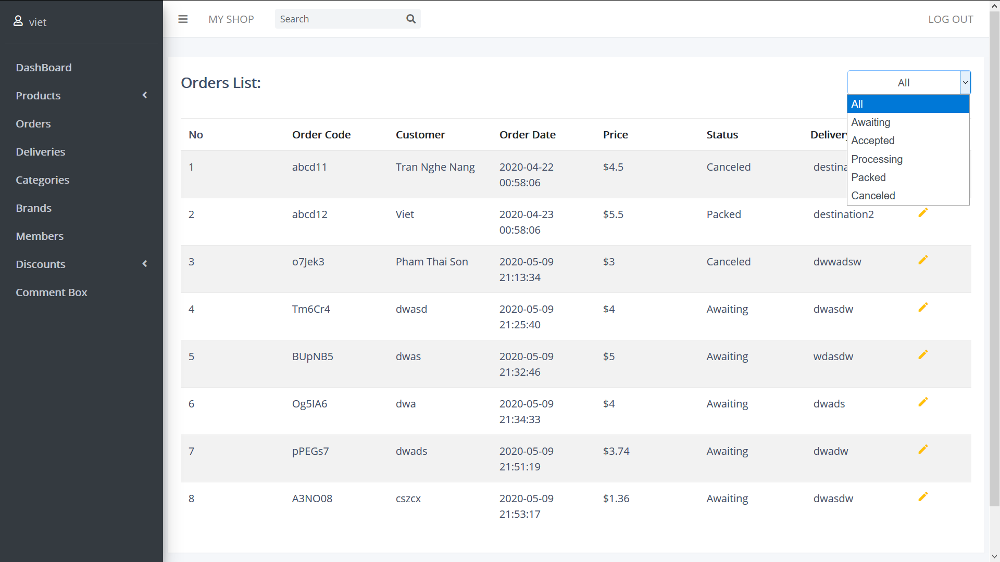 viet
MY SHOP
Search
LOG OUT
DashBoard
Products
Orders
Deliveries
Categories
Brands
Members
Discounts
Comment Box
Orders List:
All
All
Awaiting
Accepted
Processing
Packed
Canceled
No Order Code Customer Order Date Price Status Delivery
1 abcd11 Tran Nghe Nang 2020-04-22 $4.5 Canceled
00:58:06
2 abcd12 Viet 2020-04-23 $5.5 Packed destination2
00:58:06
3 o7Jek3 Pham Thai Son 2020-05-09 $3 Canceled dwwadsw
21:13:34
4 Tm6Cr4 dwasd 2020-05-09 $4 Awaiting dwasdw
21:25:40
5 BUpNB5 dwas 2020-05-09 $5 Awaiting wdasdw
21:32:46
6 Og5IA6 dwa 2020-05-09 $4 Awaiting dwads
21:34:33
7 pPEGs7 dwads 2020-05-09 $3.74 Awaiting dwadw
21:51:19
8 A3NO08 cszcx 2020-05-09 $1.36 Awaiting dwasdw
21:53:17